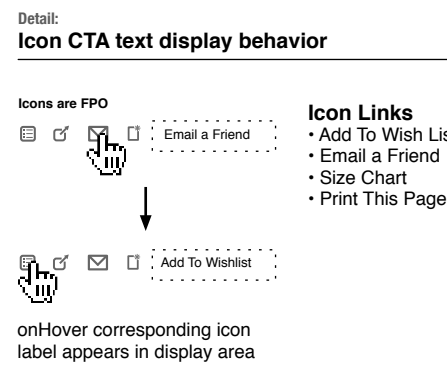 Detail:
Icon CTA text display behavior
Icons are FPO
Email a Friend
Add To Wishlist
onHover corresponding icon
label appears in display area
Icon Links
• Add To Wish Lis
• Email a Friend
• Size Chart
• Print This Page